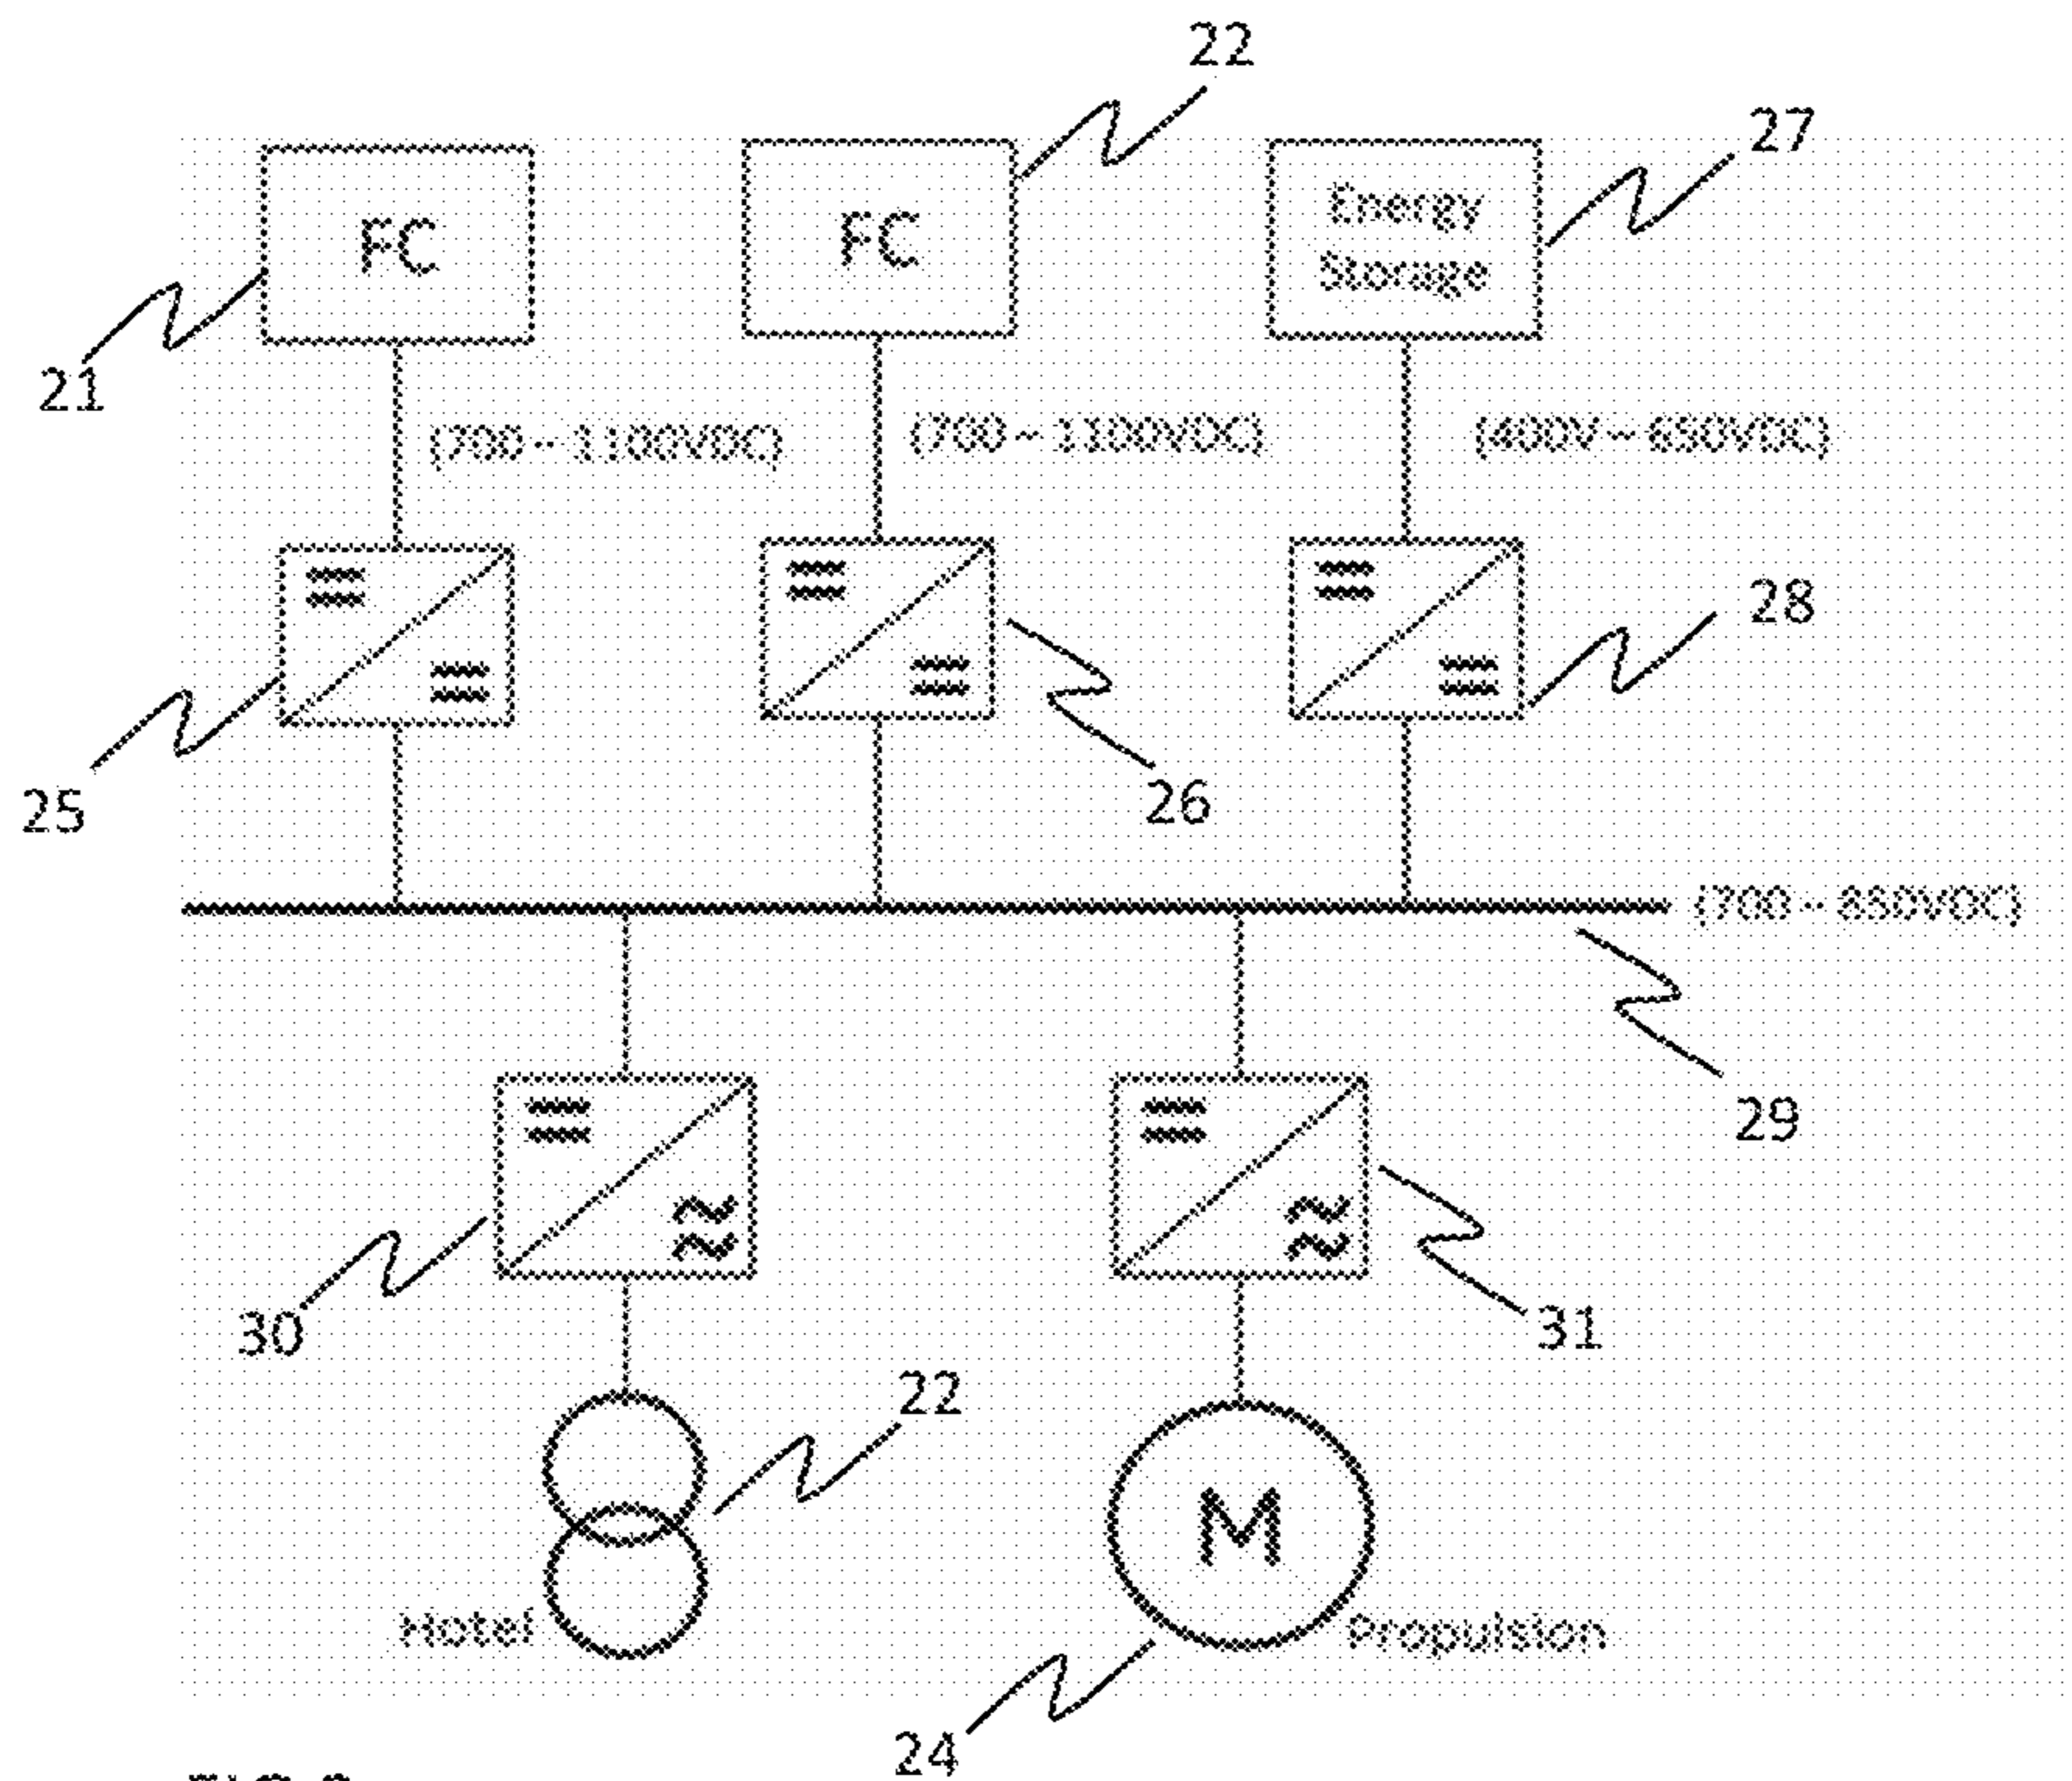 22
27
FC
FC
Energy
Storage
21
(700~1100VDC)
(700~1100VDC)
(400V~650VDC)
28
25
26
(700~850VDC)
29
30
31
22
M
Hotel
Propulsion
24